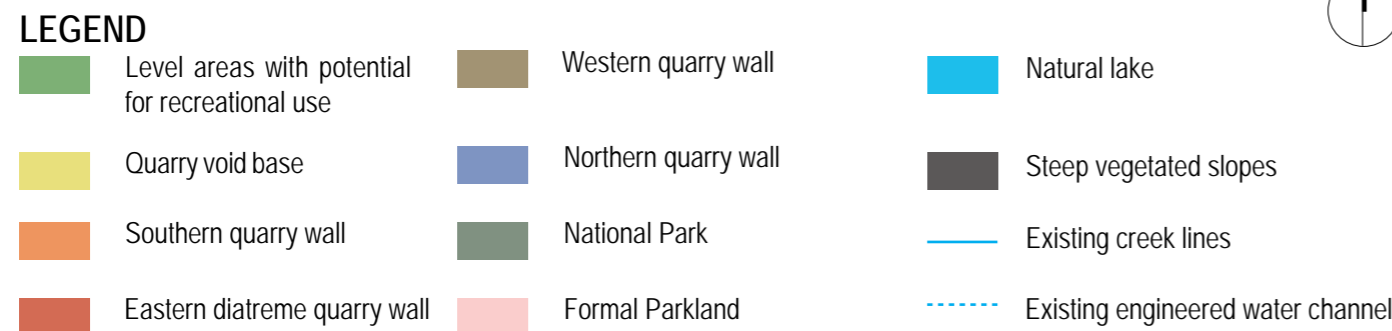 LEGEND
Level areas with potential
for recreational use
Quarry void base
Southern quarry wall
Eastern diatreme quarry wall
Western quarry wall
Northern quarry wall
National Park
Formal Parkland
Natural lake
Steep vegetated slopes
Existing creek lines
Existing engineered water channel